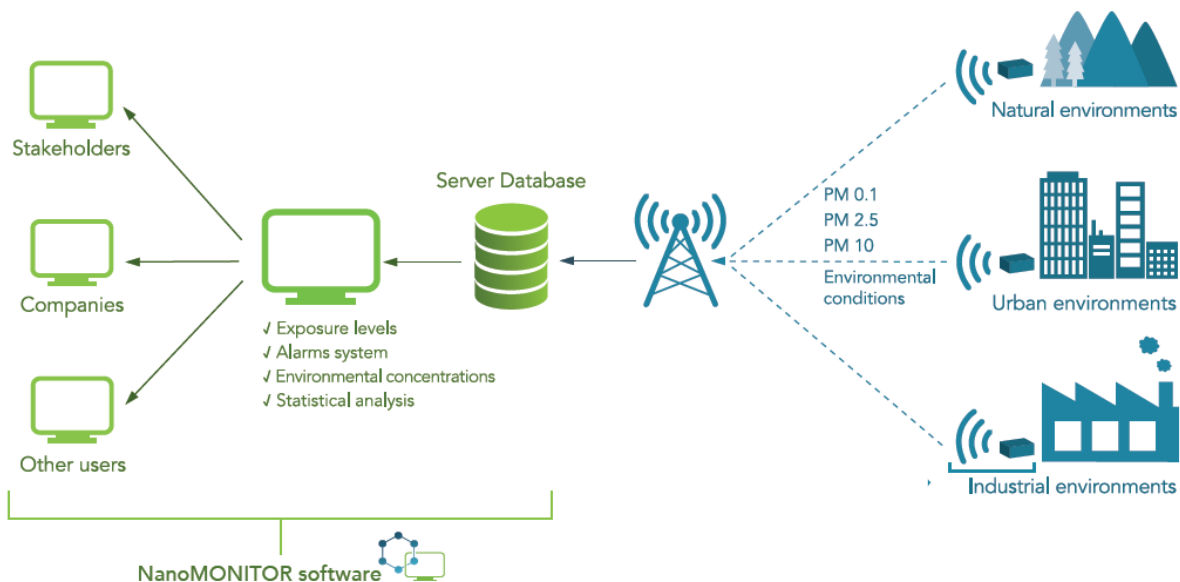 Stakeholders
Companies
Other users
Server Database
√ Exposure levels
√ Alarms system
√ Environmental concentrations
√ Statistical analysis
PM 0.1
PM 2.5
PM 10
Environmental
conditions
Natural environments
Urban environments
Industrial environments
NanoMONITOR software